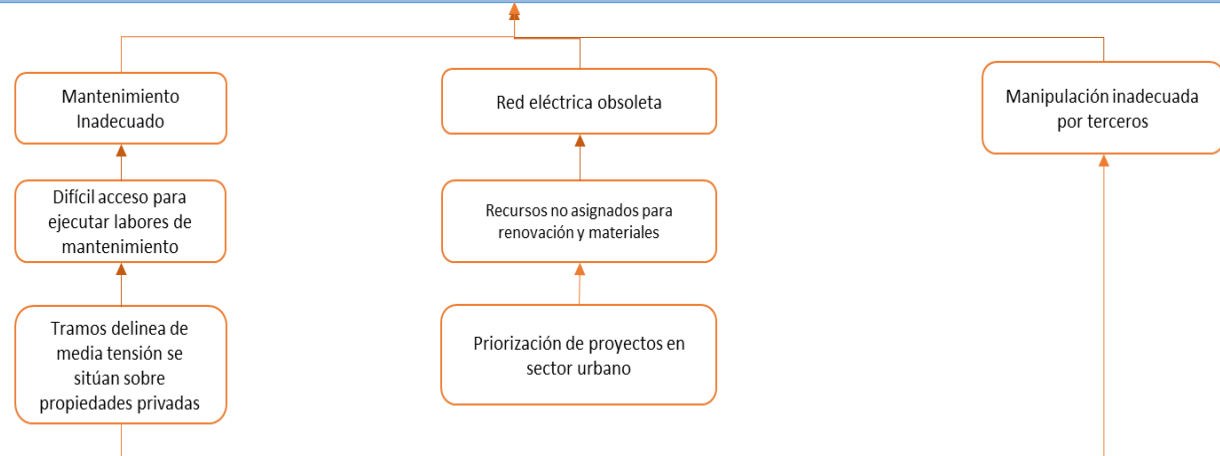 Mantenimiento
Inadecuado
Red eléctrica obsoleta
Manipulación inadecuada
por terceros
Difícil acceso para
ejecutar labores de
mantenimiento
Recursos no asignados para
renovación y materiales
Tramos delinea de
media tensión se
sitúan sobre
propiedades privadas
Priorización de proyectos en
sector urbano